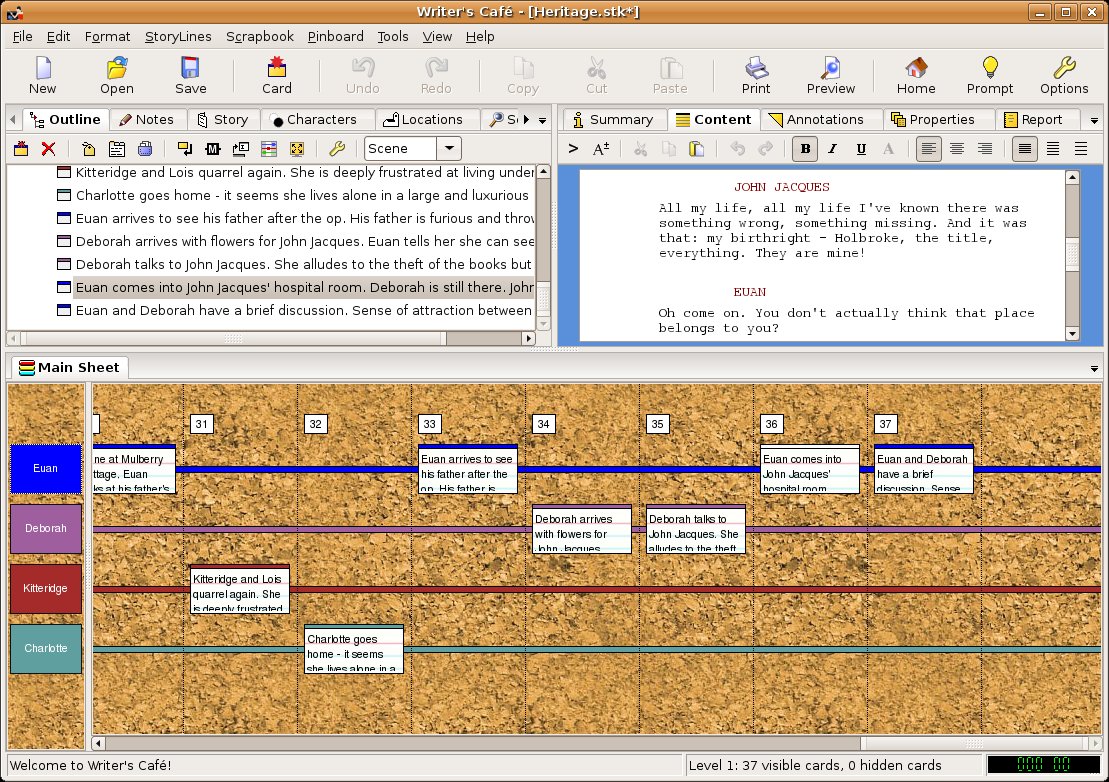 Writer's Café - [Heritage.stk*]
File Edit Format StoryLines Scrapbook Pinboard Tools View Help
New Open Save Card Undo Redo Copy Cut Paste Print Preview Home Prompt Options
Outline Notes Story Characters Locations
Summary Content Annotations Properties Report
Scene
> A± B I U A
Kitteridge and Lois quarrel again. She is deeply frustrated at living under
Charlotte goes home - it seems she lives alone in a large and luxurious
Euan arrives to see his father after the op. His father is furious and throw
Deborah arrives with flowers for John Jacques. Euan tells her she can see
Deborah talks to John Jacques. She alludes to the theft of the books but
Euan comes into John Jacques' hospital room. Deborah is still there. John
Euan and Deborah have a brief discussion. Sense of attraction between
JOHN JACQUES
All my life, all my life I've known there was
something wrong, something missing. And it was
that: my birthright - Holbroke, the title,
everything. They are mine!
EUAN
Oh come on. You don't actually think that place
belongs to you?
Main Sheet
31 32 33 34 35 36 37
Euan
ne at Mulberry
ttage. Euan
ks at his father's
Euan arrives to see
his father after the
op. His father is
Euan comes into
John Jacques'
hospital room
Euan and Deborah
have a brief
discussion. Sense
Deborah
Deborah arrives
with flowers for
John Jacques
Deborah talks to
John Jacques. She
alludes to the theft
Kitteridge
Kitteridge and Lois
quarrel again. She
is deeply frustrated
Charlotte
Charlotte goes
home - it seems
she lives alone in a
Welcome to Writer's Café!
Level 1: 37 visible cards, 0 hidden cards
000 00